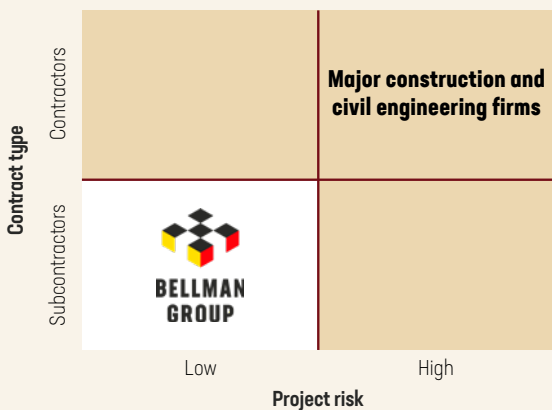 Contract type
Contractors
Subcontractors
Major construction and
civil engineering firms
BELLMAN
GROUP
Low
High
Project risk